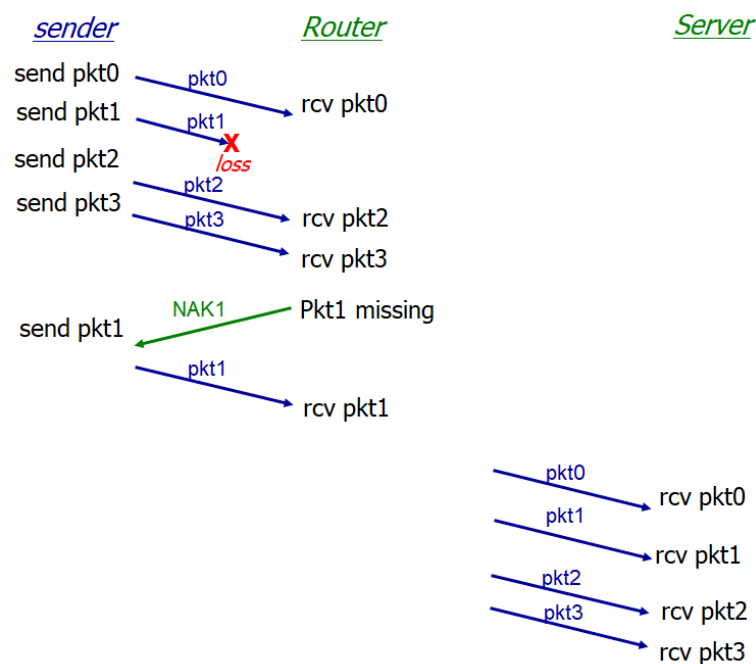 sender Router Server
send pkt0 pkt0
rcv pkt0
send pkt1 pkt1
X
loss
send pkt2
pkt2
send pkt3 pkt3 rcv pkt2
rcv pkt3
NAK1 Pkt1 missing
send pkt1
pkt1
rcv pkt1
pkt0
rcv pkt0
pkt1
rcv pkt1
pkt2
rcv pkt2
pkt3
rcv pkt3